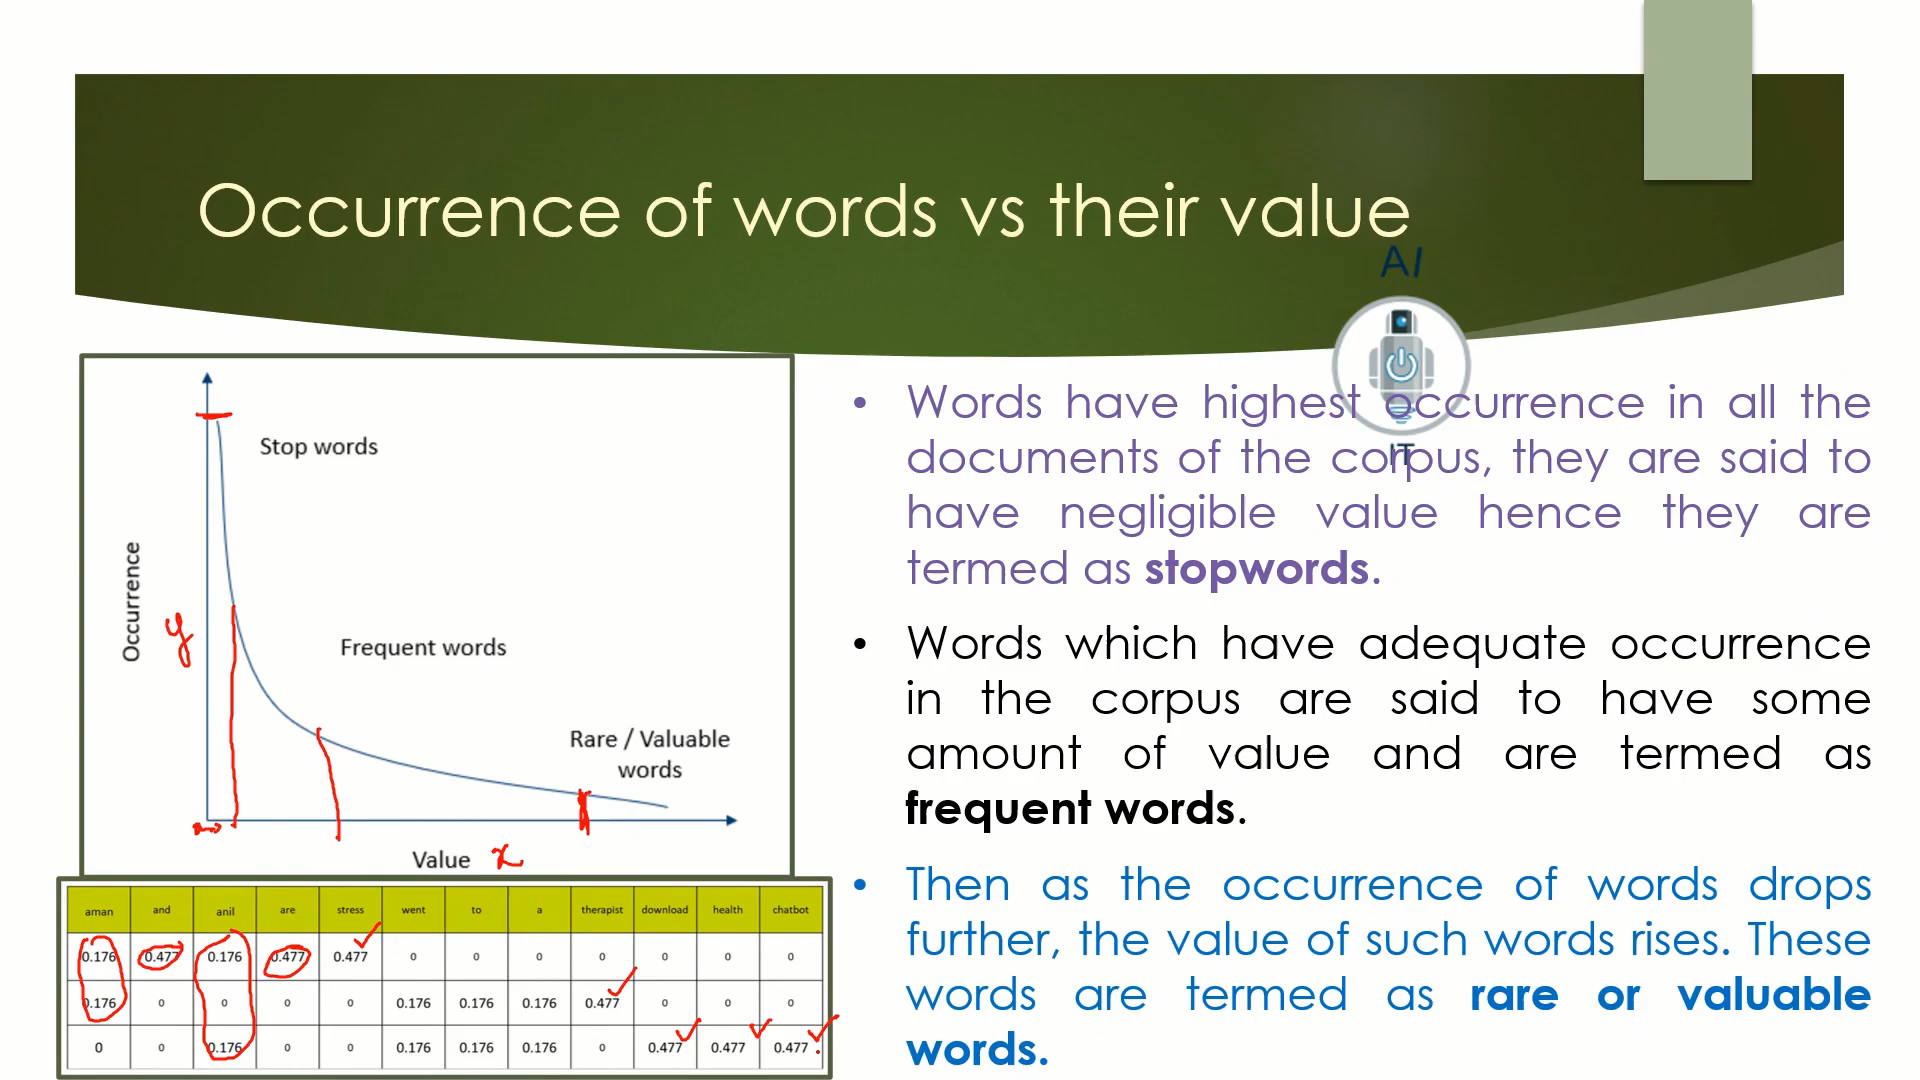 Occurrence of words vs their value
AI
IT
Stop words
Occurrence
y
Frequent words
Rare / Valuable
words
Value x
aman and anil are stress went to a therapist download health chatbot
0.176 0.477 0.176 0.477 0.477 0 0 0 0 0 0 0
0.176 0 0 0 0 0.176 0.176 0.176 0.477 0 0 0
0 0 0.176 0 0 0.176 0.176 0.176 0 0.477 0.477 0.477
• Words have highest occurrence in all the
documents of the corpus, they are said to
have negligible value hence they are
termed as stopwords.
• Words which have adequate occurrence
in the corpus are said to have some
amount of value and are termed as
frequent words.
• Then as the occurrence of words drops
further, the value of such words rises. These
words are termed as rare or valuable
words.